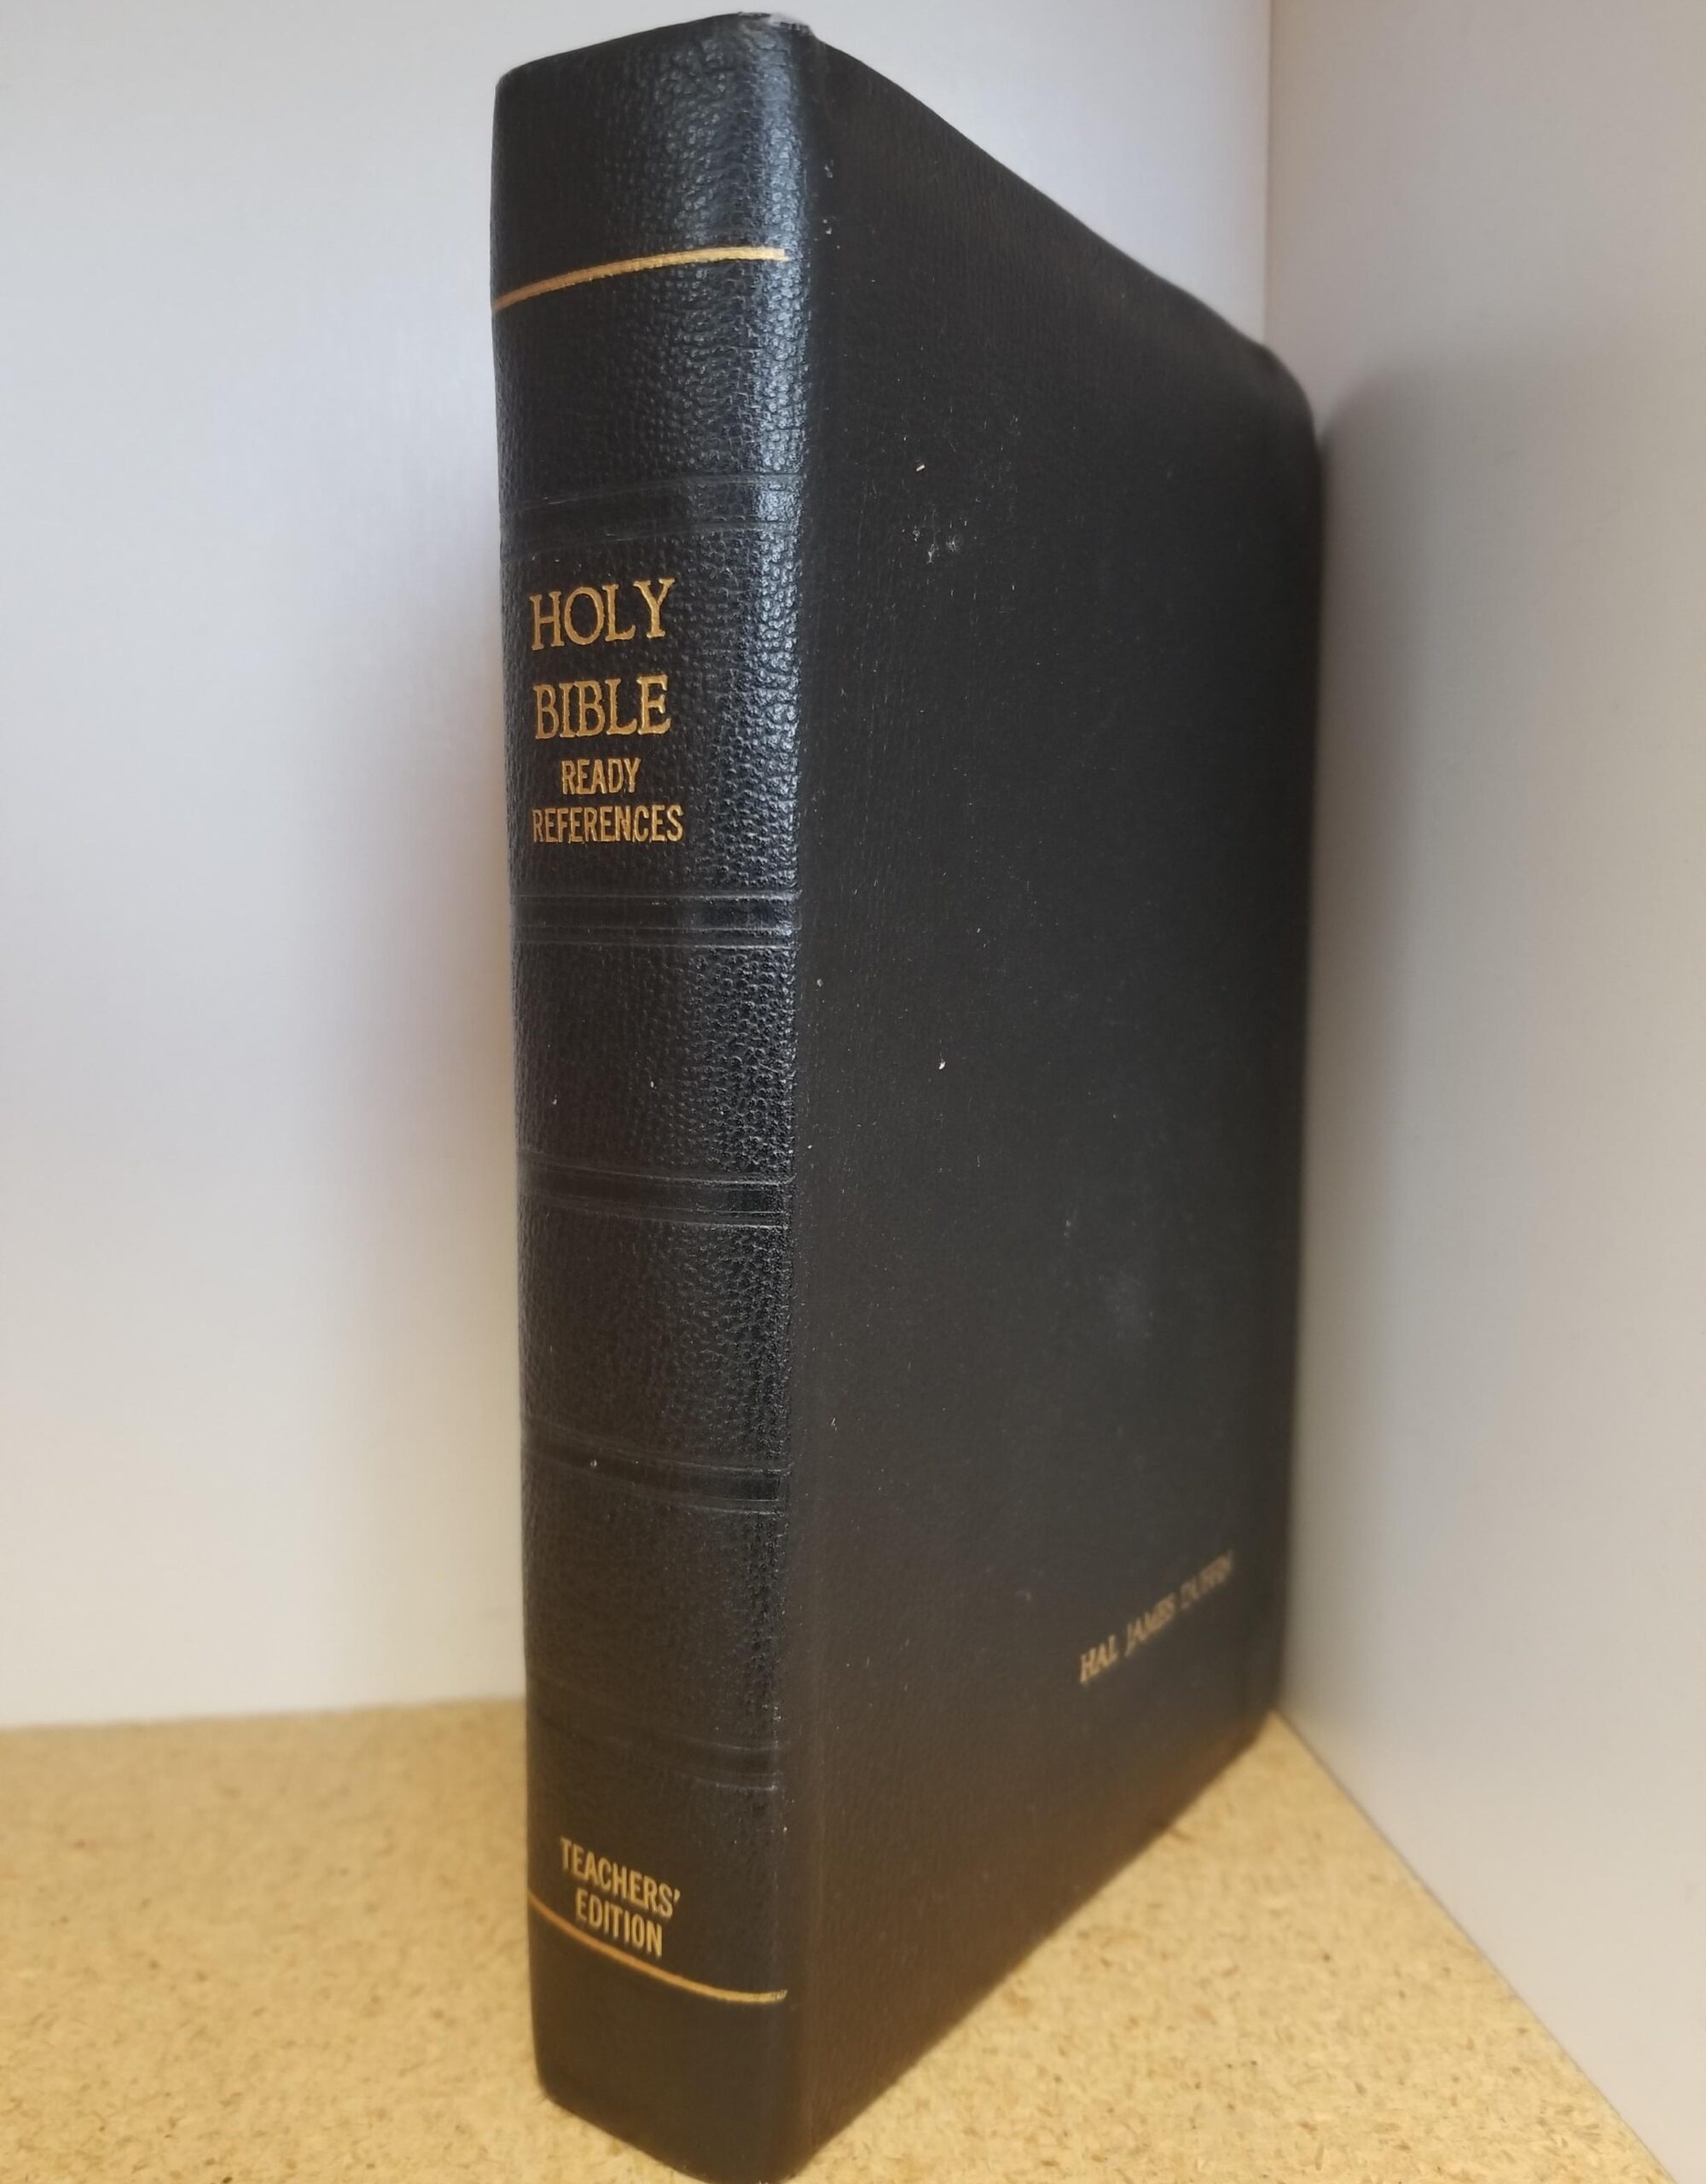 HOLY
BIBLE
READY
REFERENCES
TEACHERS'
EDITION
HAL JAMES